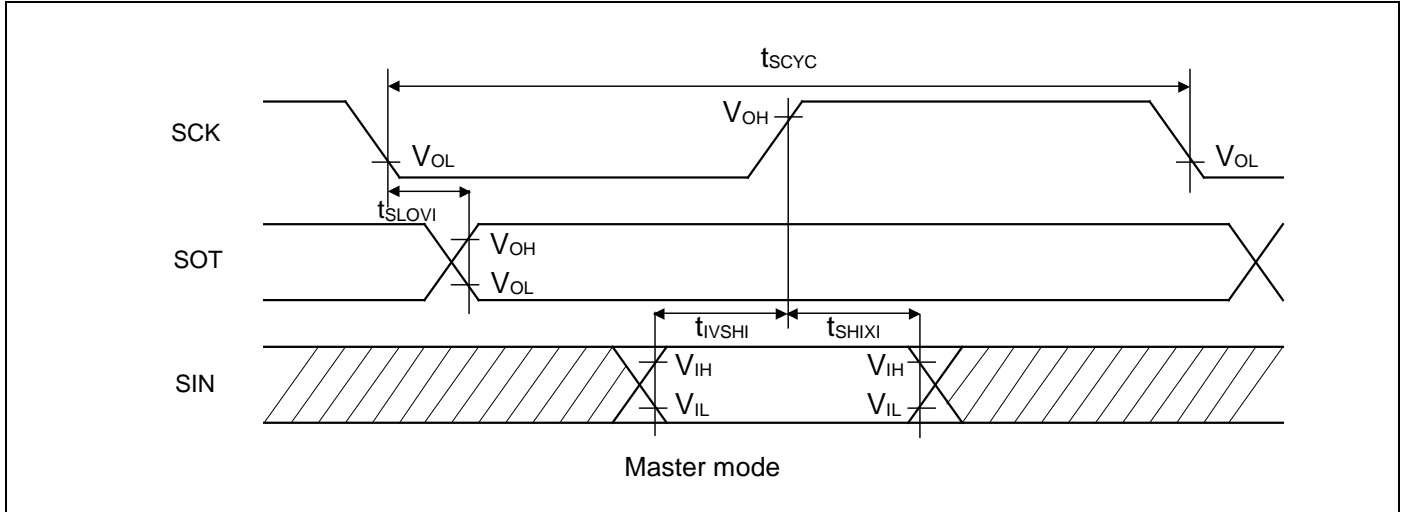 tSCYC
SCK
VOH
VOL
VOL
tSLOVI
SOT
VOH
VOL
tIVSHI
tSHIXI
SIN
VIH
VIH
VIL
VIL
Master mode